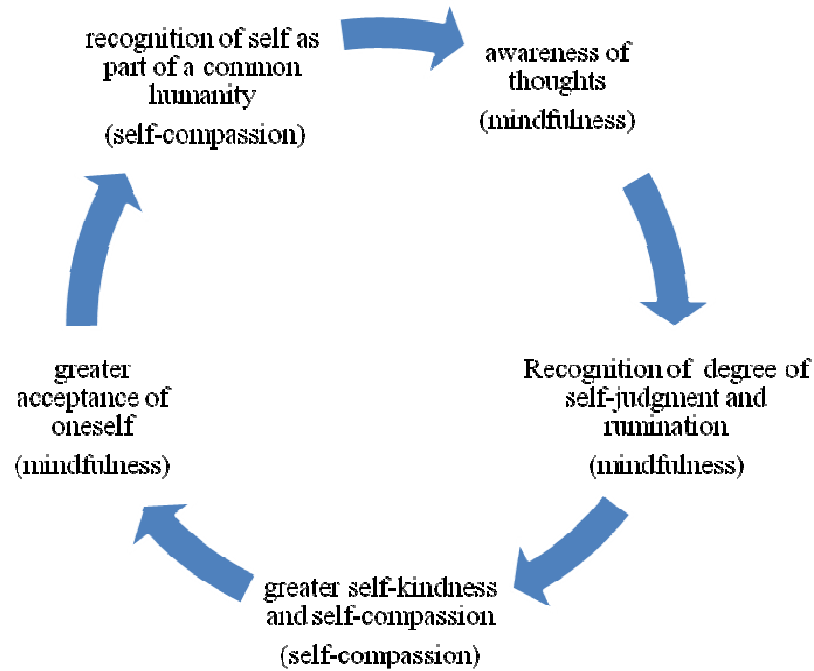 recognition of self as
part of a common
humanity
(self-compassion)
awareness of
thoughts
(mindfulness)
Recognition of degree of
self-judgment and
rumination
(mindfulness)
greater self-kindness
and self-compassion
(self-compassion)
greater
acceptance of
oneself
(mindfulness)